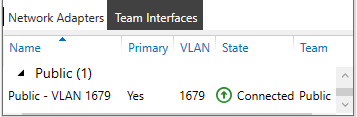 Network Adapters Team Interfaces
Name Primary VLAN State Team
Public (1)
Public - VLAN 1679 Yes 1679 Connected Public